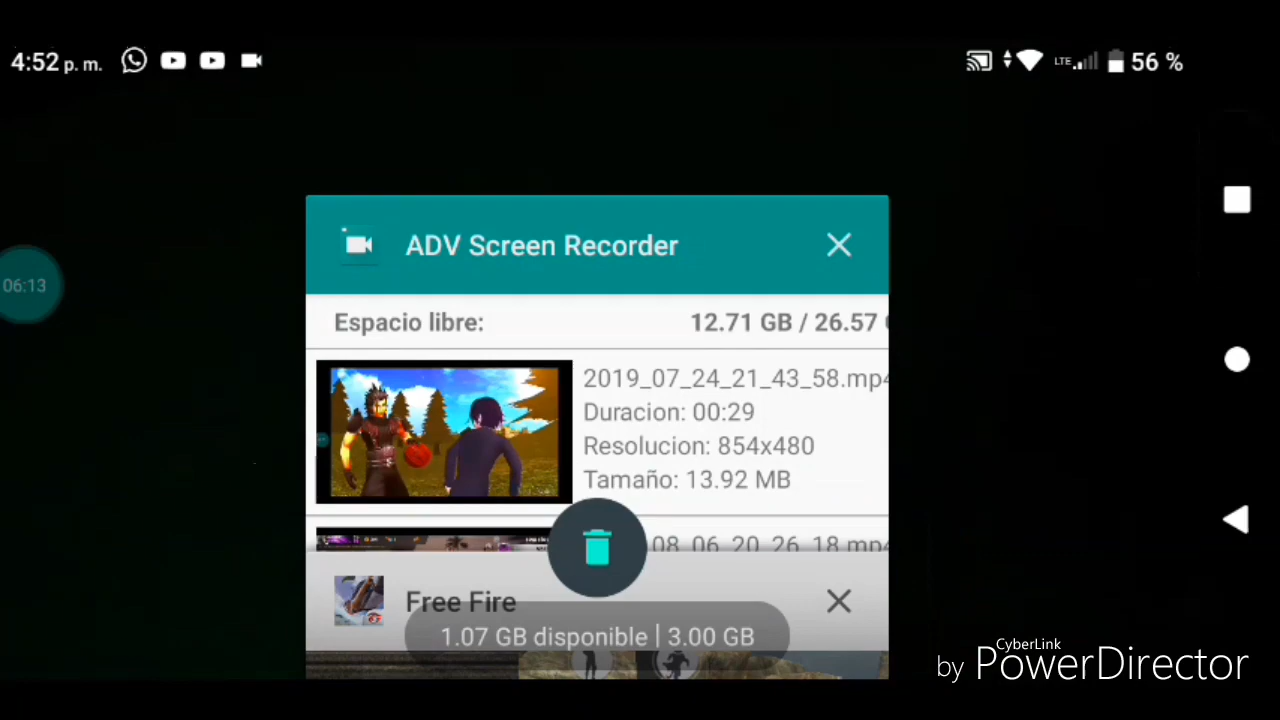 4:52 p. m.
LTE
56 %
06:13
ADV Screen Recorder
Espacio libre: 12.71 GB / 26.57
2019_07_24_21_43_58.mp4
Duracion: 00:29
Resolucion: 854x480
Tamaño: 13.92 MB
08_06_20_26_18.mp4
Free Fire
1.07 GB disponible | 3.00 GB
CyberLink
by PowerDirector